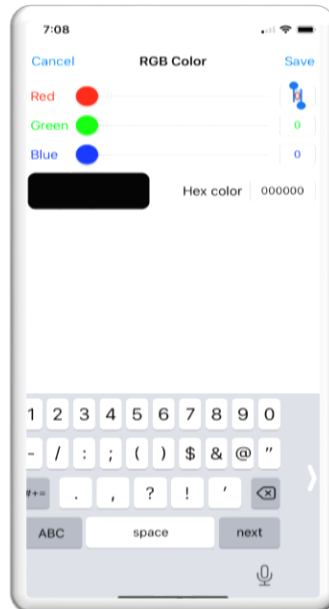 7:08
Cancel RGB Color Save
Red 0
Green 0
Blue 0
Hex color 000000
1 2 3 4 5 6 7 8 9 0
- / : ; ( ) $ & @ "
#+= . , ? ! '
ABC space next